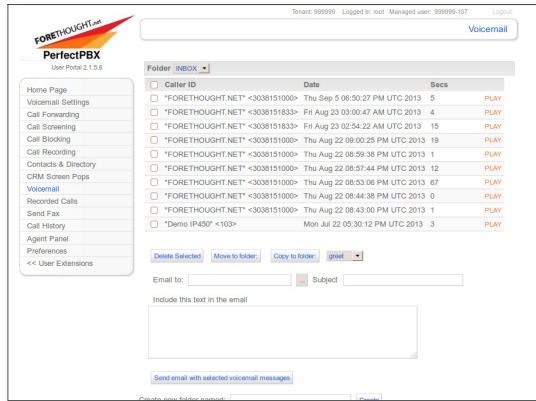 Tenant: 999999 Logged in: root Managed user: 999999-107 Logout
FORETHOUGHT.net
PerfectPBX
User Portal 2.1.5.6
Voicemail
Home Page
Voicemail Settings
Call Forwarding
Call Screening
Call Blocking
Call Recording
Contacts & Directory
CRM Screen Pops
Voicemail
Recorded Calls
Send Fax
Call History
Agent Panel
Preferences
<< User Extensions
Folder INBOX
Caller ID Date Secs
"FORETHOUGHT.NET" <3038151000> Thu Sep 5 06:50:27 PM UTC 2013 5 PLAY
"FORETHOUGHT.NET" <3038151833> Fri Aug 23 03:00:47 AM UTC 2013 4 PLAY
"FORETHOUGHT.NET" <3038151833> Fri Aug 23 02:54:22 AM UTC 2013 15 PLAY
"FORETHOUGHT.NET" <3038151000> Thu Aug 22 09:00:25 PM UTC 2013 19 PLAY
"FORETHOUGHT.NET" <3038151000> Thu Aug 22 08:59:38 PM UTC 2013 1 PLAY
"FORETHOUGHT.NET" <3038151000> Thu Aug 22 08:57:44 PM UTC 2013 12 PLAY
"FORETHOUGHT.NET" <3038151000> Thu Aug 22 08:53:06 PM UTC 2013 67 PLAY
"FORETHOUGHT.NET" <3038151000> Thu Aug 22 08:44:38 PM UTC 2013 0 PLAY
"FORETHOUGHT.NET" <3038151000> Thu Aug 22 08:43:00 PM UTC 2013 1 PLAY
"Demo IP450" <103> Mon Jul 22 05:30:12 PM UTC 2013 3 PLAY
Delete Selected Move to folder: Copy to folder: greet
Email to: ... Subject
Include this text in the email
Send email with selected voicemail messages
Create new folder named: Create